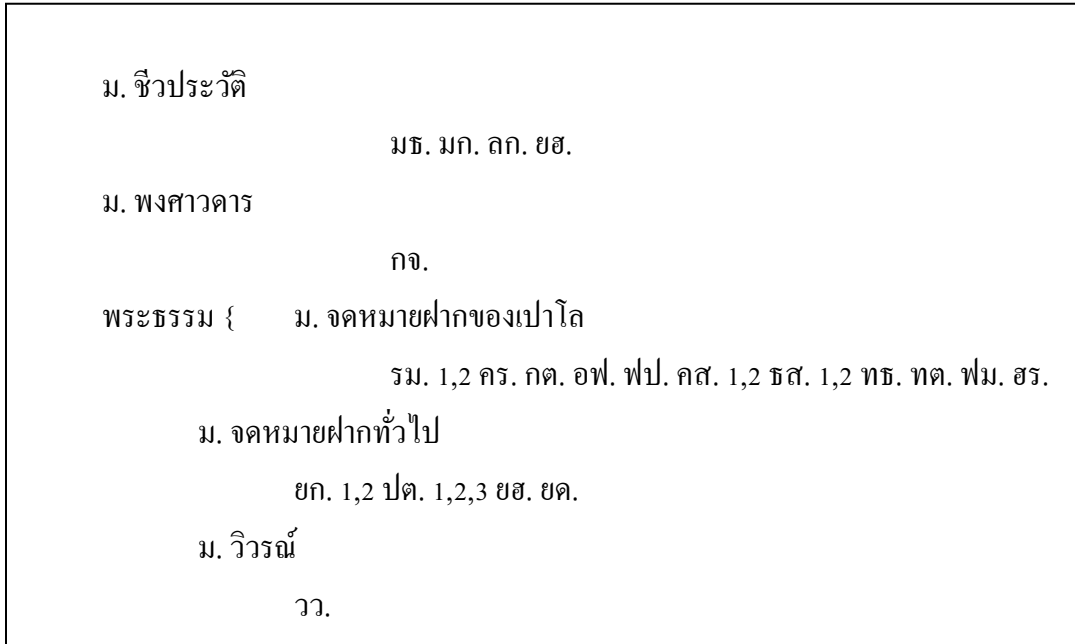 ม. ชีวประวัติ
มธ. มก. ลก. ยฮ.
ม. พงศาวดาร
กจ.
พระธรรม { ม. จดหมายฝากของเปาโล
รม. 1,2 คร. กต. อฟ. ฟป. คส. 1,2 ธส. 1,2 ทธ. ทต. ฟม. ฮร.
ม. จดหมายฝากทั่วไป
ยก. 1,2 ปต. 1,2,3 ยฮ. ยด.
ม. วิวรณ์
วว.